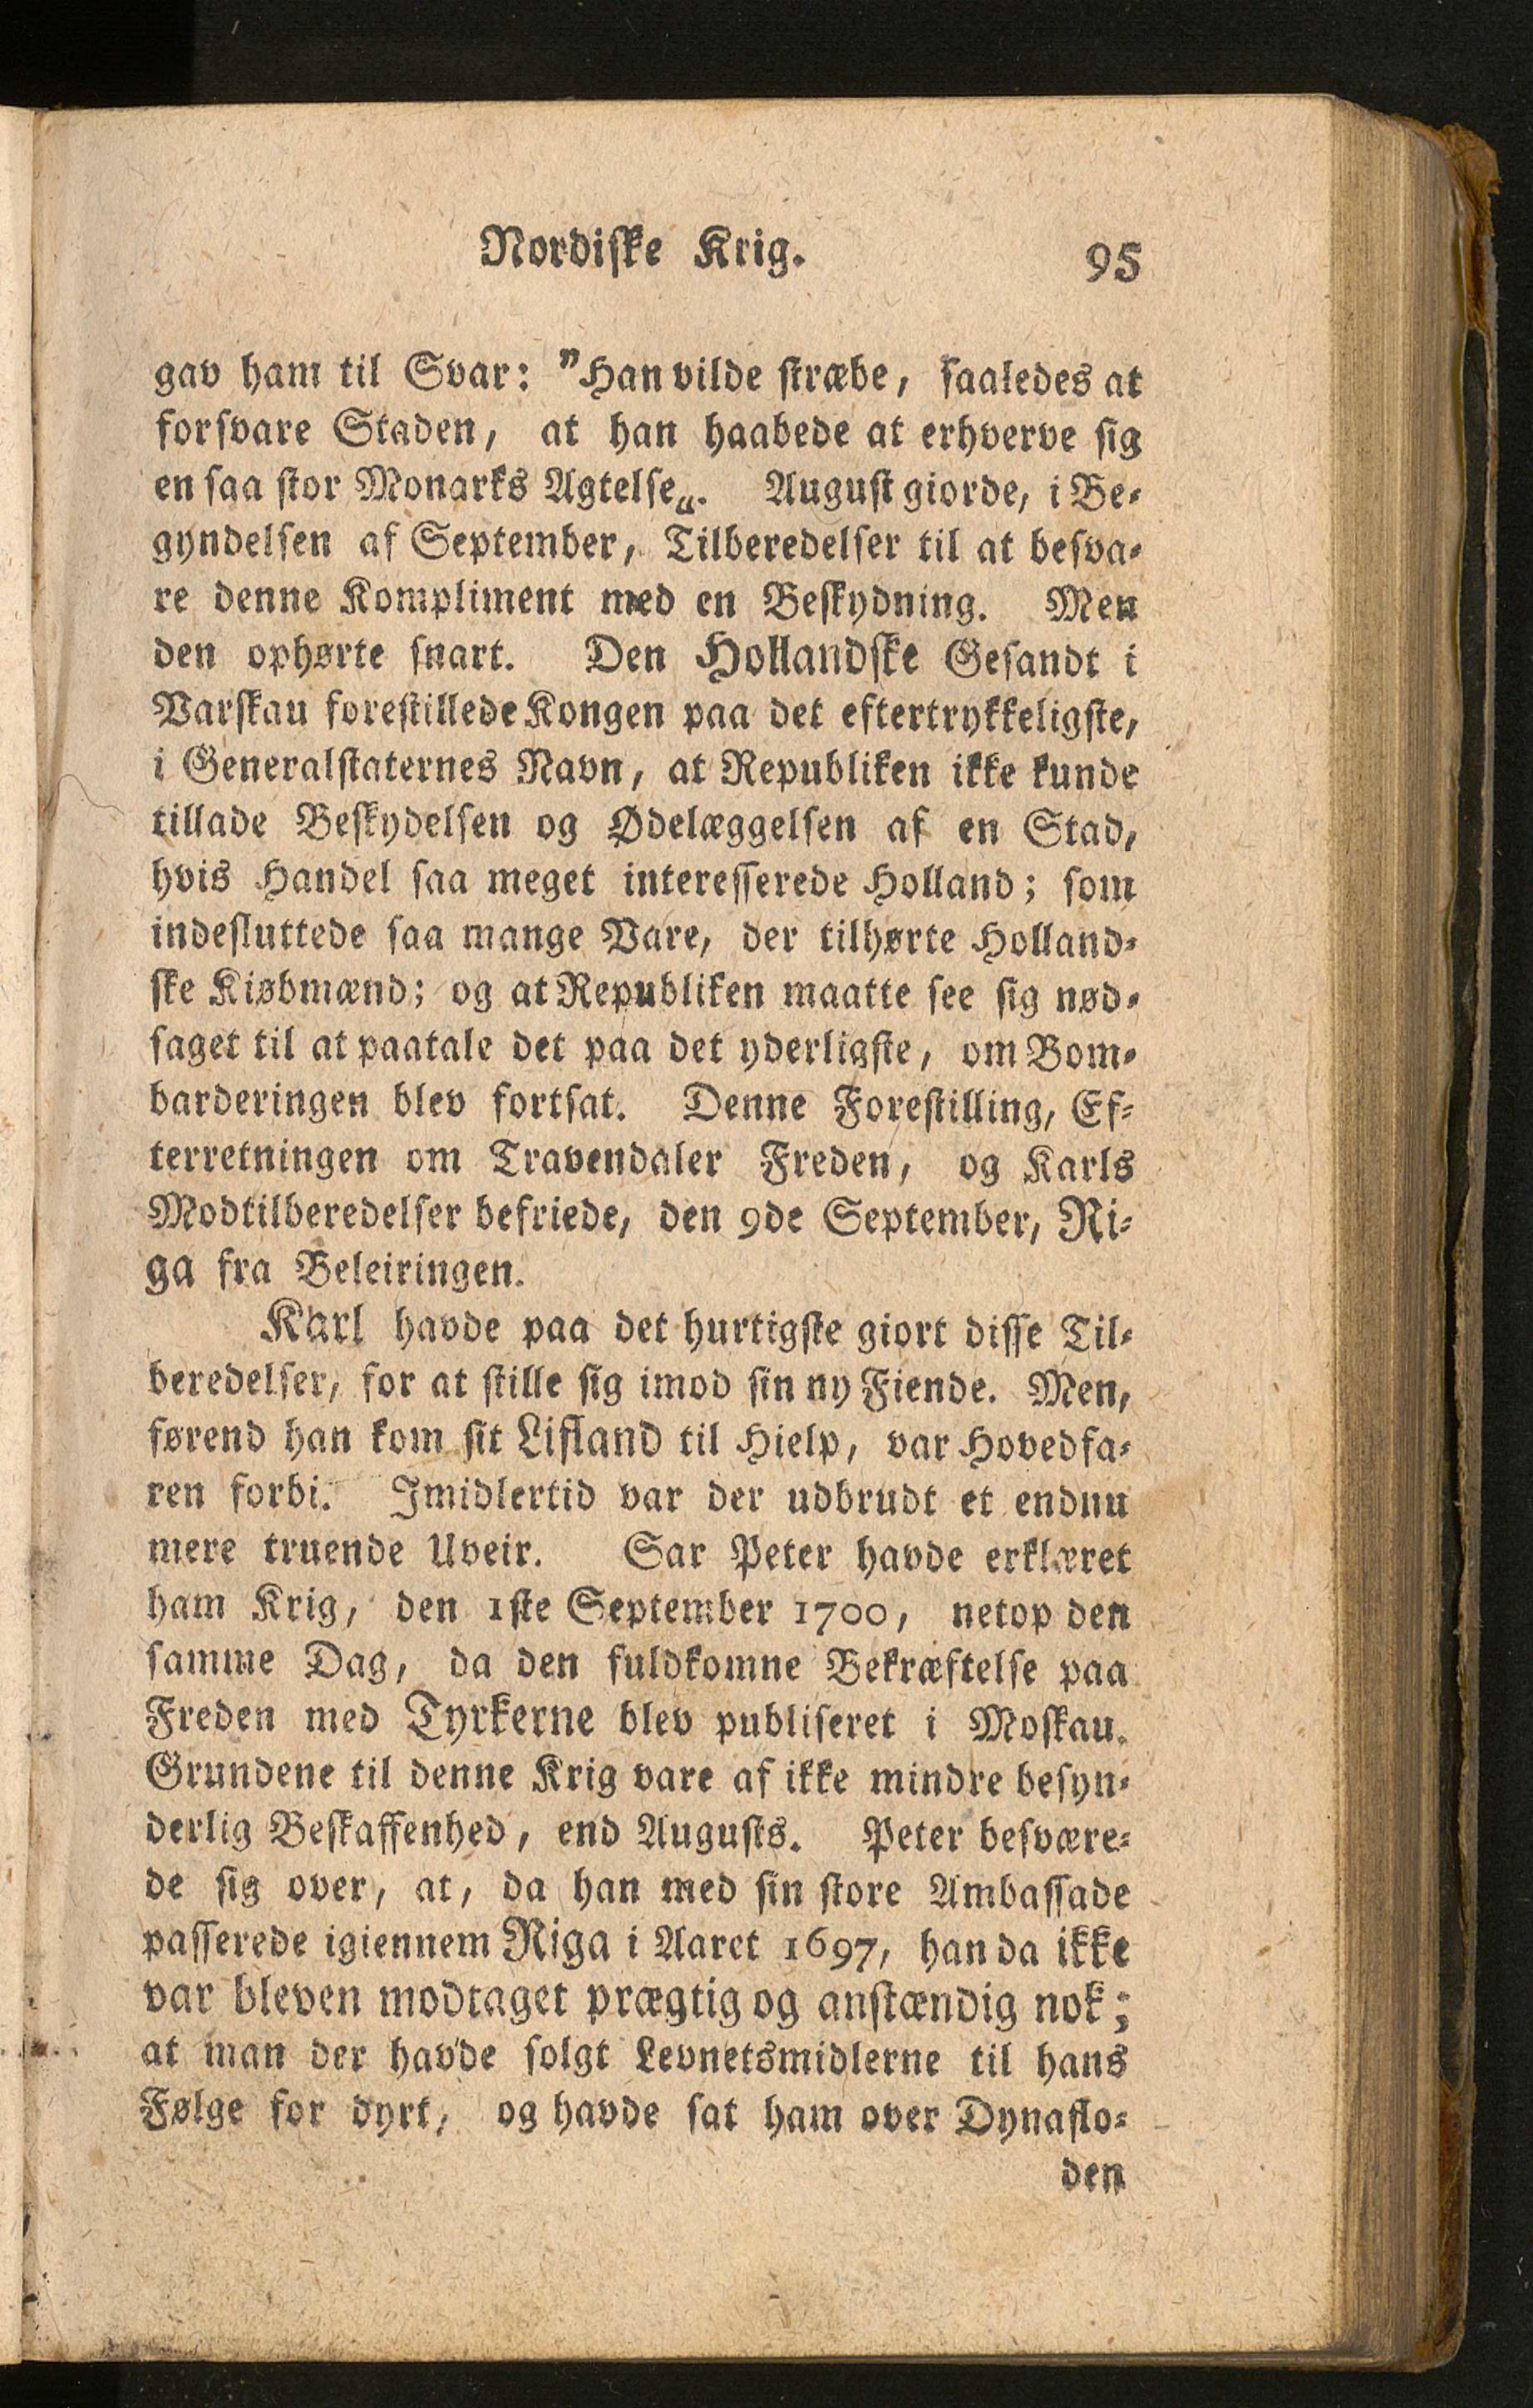 Nordiske Krig. 95
gav ham til Svar: "Han vilde stræbe, saaledes at
forsvare Staden, at han haabede at erhverve sig
en saa stor Monarks Agtelse„. August giorde, i Be-
gyndelsen af September, Tilberedelser til at besva-
re denne Kompliment med en Beskydning. Men
den ophørte snart. Den Hollandske Gesandt i
Varskau forestillede Kongen paa det eftertrykkeligste,
i Generalstaternes Navn, at Republiken ikke kunde
tillade Beskydelsen og Ødelæggelsen af en Stad,
hvis Handel saa meget interesserede Holland; som
indesluttede saa mange Vare, der tilhørte Holland-
ske Kiøbmænd; og at Republiken maatte see sig nød-
saget til at paatale det paa det yderligste, om Bom-
barderingen blev fortsat. Denne Forestilling, Ef-
terretningen om Travendaler Freden, og Karls
Modtilberedelser befriede, den 9de September, Ri-
ga fra Beleiringen.
Karl havde paa det hurtigste giort disse Til-
beredelser, for at stille sig imod sin ny Fiende. Men,
førend han kom sit Lifland til Hielp, var Hovedfa-
ren forbi. Imidlertid var der udbrudt et endnu
mere truende Uveir. Sar Peter havde erklæret
ham Krig, den 1ste September 1700, netop den
samme Dag, da den fuldkomne Bekræftelse paa
Freden med Tyrkerne blev publiseret i Moskau.
Grundene til denne Krig vare af ikke mindre besyn-
derlig Beskaffenhed, end Augusts. Peter besvære-
de sig over, at, da han med sin store Ambassade
passerede igiennem Riga i Aaret 1697, han da ikke
var bleven modtaget prægtig og anstændig nok;
at man der havde solgt Levnetsmidlerne til hans
Følge for dyrt, og havde sat ham over Dynaflo-
den